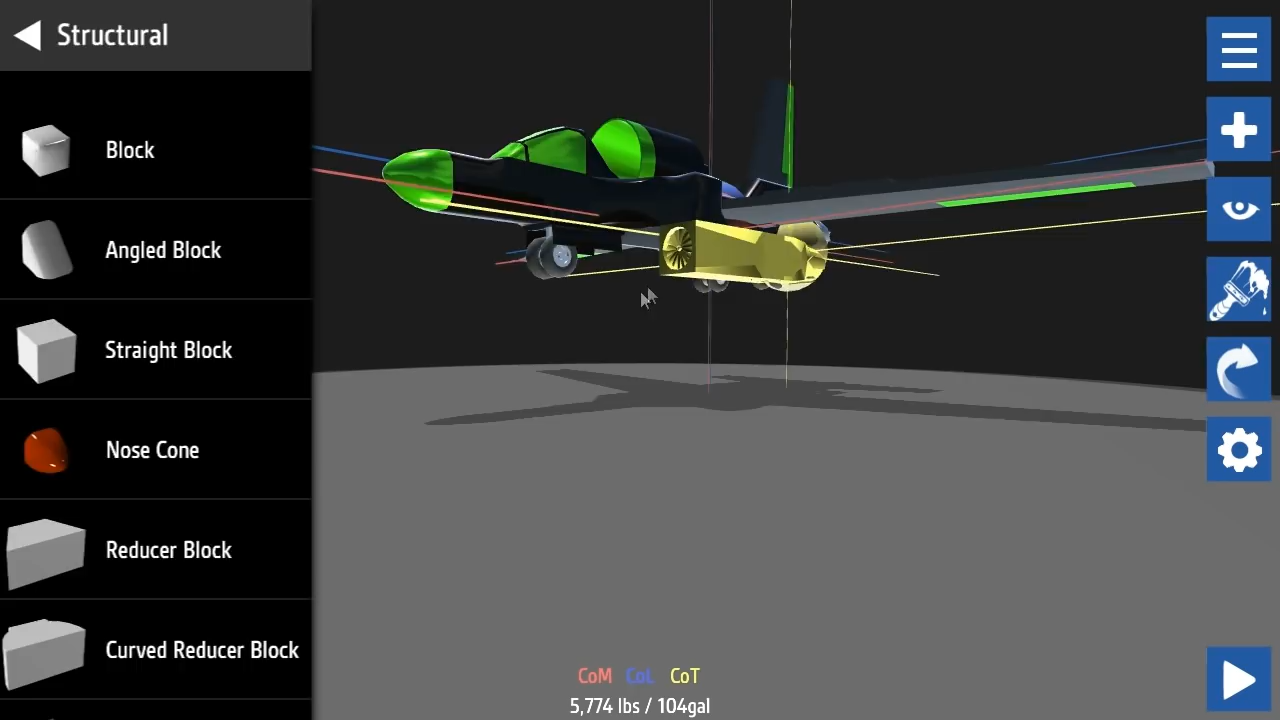 Structural
Block
Angled Block
Straight Block
Nose Cone
Reducer Block
Curved Reducer Block
CoM CoL CoT
5,774 lbs / 104gal